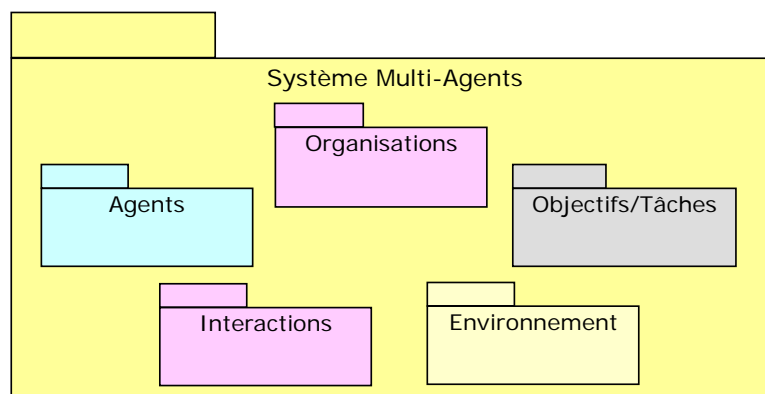 Système Multi-Agents
Organisations
Agents
Objectifs/Tâches
Interactions
Environnement